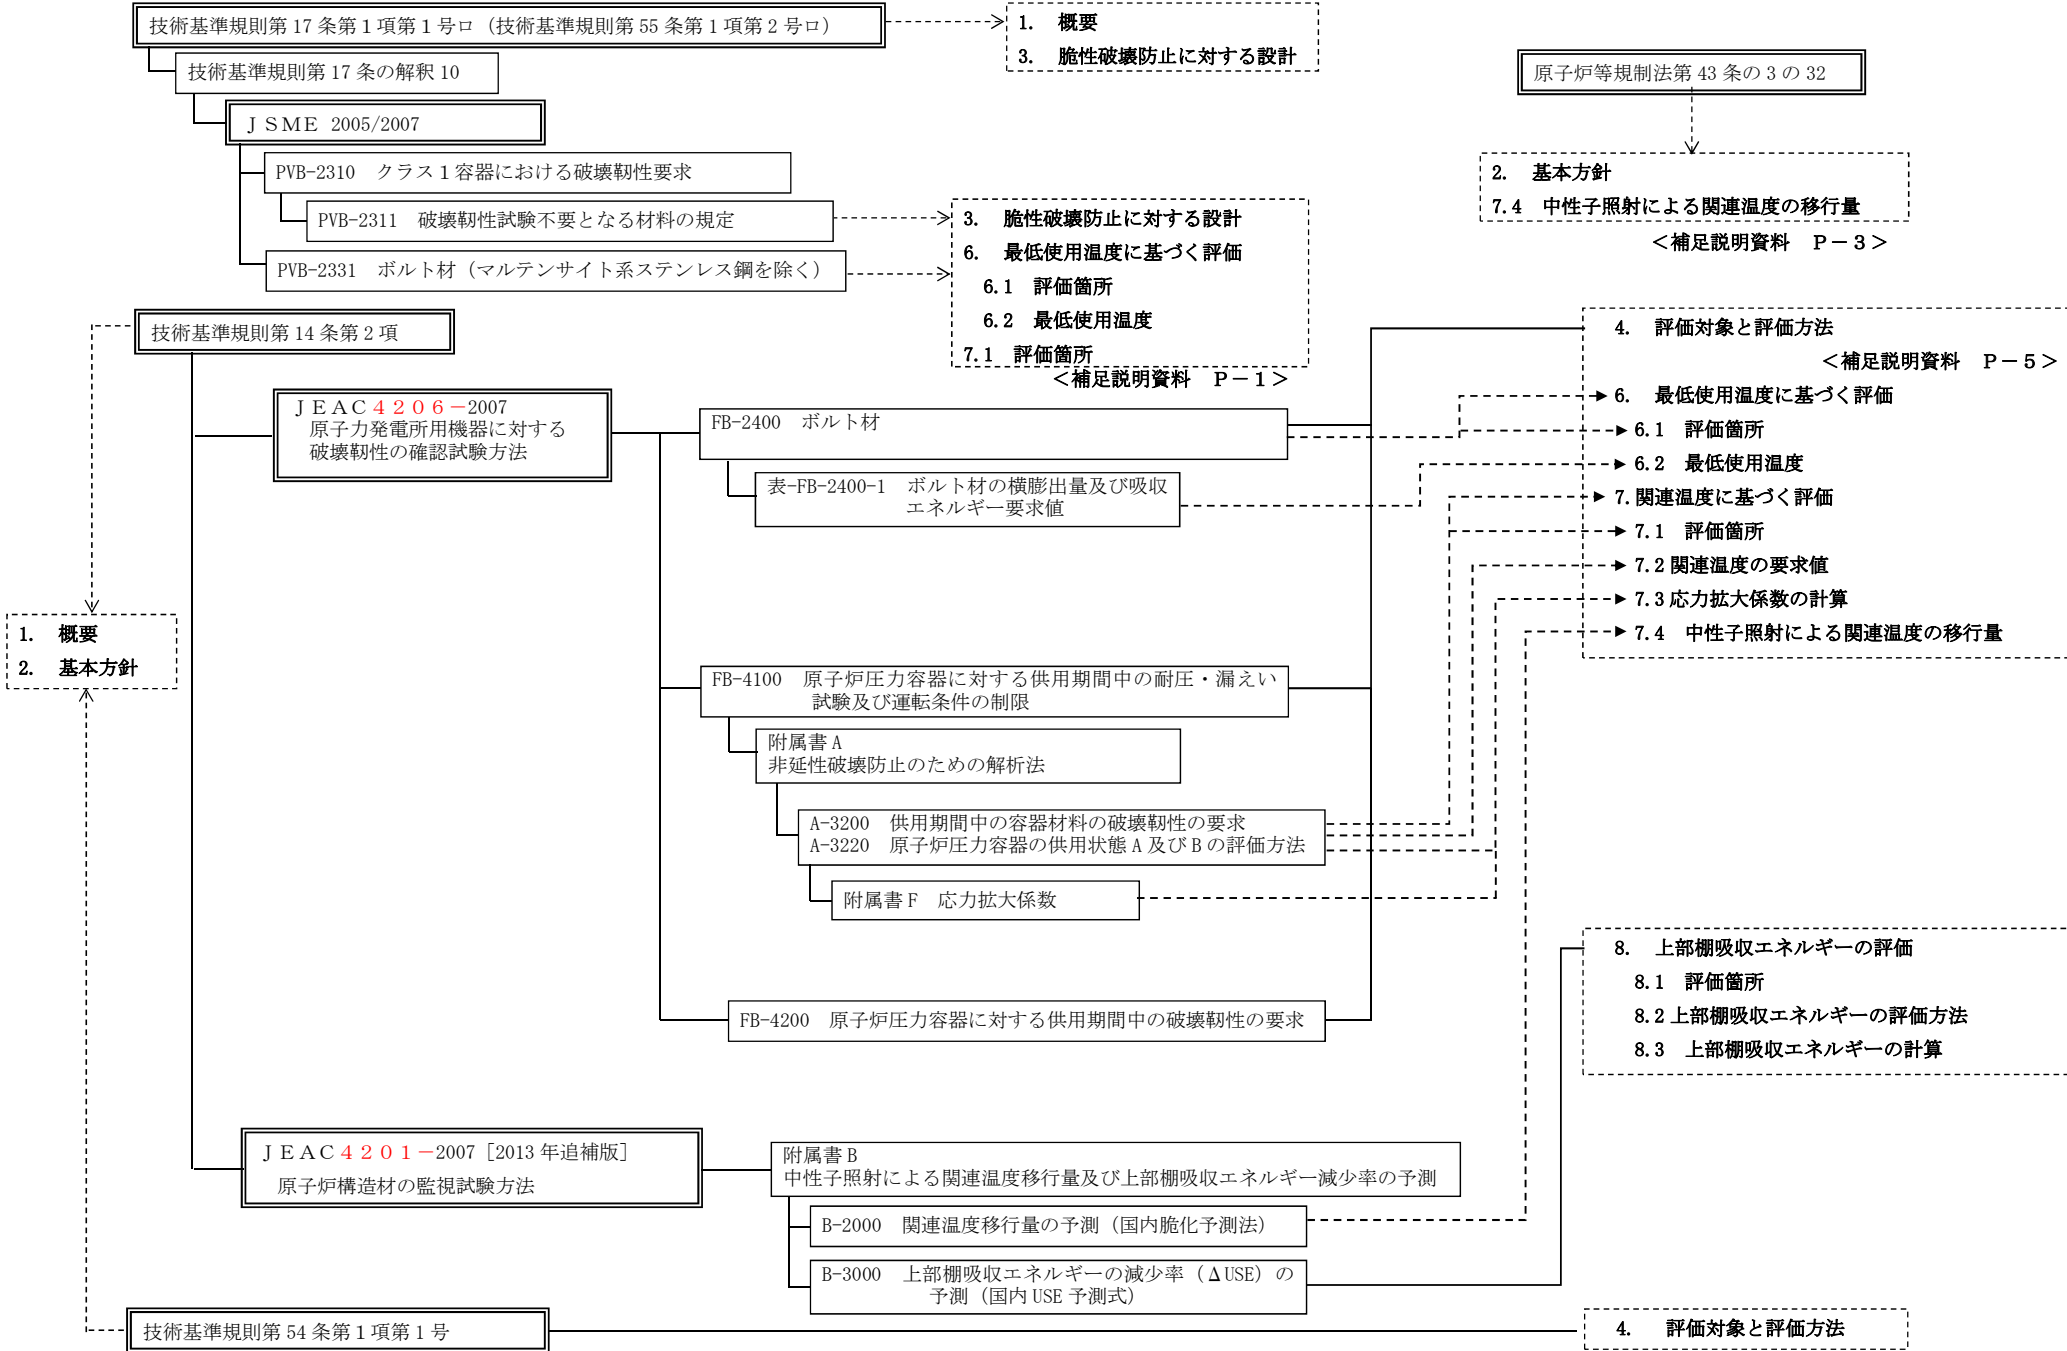 技術基準規則第 17 条第１項第１号ロ（技術基準規則第 55 条第１項第２号ロ）
1.　概要
3.　脆性破壊防止に対する設計
技術基準規則第 17 条の解釈 10
ＪＳＭＥ 2005/2007
PVB-2310　クラス１容器における破壊靭性要求
PVB-2311　破壊靭性試験不要となる材料の規定
PVB-2331　ボルト材（マルテンサイト系ステンレス鋼を除く）
3.　脆性破壊防止に対する設計
6.　最低使用温度に基づく評価
6.1　評価箇所
6.2　最低使用温度
7.1　評価箇所
＜補足説明資料　Ｐ－１＞
原子炉等規制法第 43 条の 3 の 32
2.　基本方針
7.4　中性子照射による関連温度の移行量
＜補足説明資料　Ｐ－３＞
技術基準規則第 14 条第２項
ＪＥＡＣ４２０６－2007
原子力発電所用機器に対する
破壊靭性の確認試験方法
FB-2400　ボルト材
表-FB-2400-1　ボルト材の横膨出量及び吸収
エネルギー要求値
4.　評価対象と評価方法
＜補足説明資料　Ｐ－５＞
6.　最低使用温度に基づく評価
6.1　評価箇所
6.2　最低使用温度
7.関連温度に基づく評価
7.1　評価箇所
7.2 関連温度の要求値
7.3 応力拡大係数の計算
7.4　中性子照射による関連温度の移行量
1.　概要
2.　基本方針
FB-4100　原子炉圧力容器に対する供用期間中の耐圧・漏えい
試験及び運転条件の制限
附属書 A
非延性破壊防止のための解析法
A-3200　供用期間中の容器材料の破壊靭性の要求
A-3220　原子炉圧力容器の供用状態 A 及び B の評価方法
附属書 F　応力拡大係数
FB-4200　原子炉圧力容器に対する供用期間中の破壊靭性の要求
8.　上部棚吸収エネルギーの評価
8.1　評価箇所
8.2 上部棚吸収エネルギーの評価方法
8.3　上部棚吸収エネルギーの計算
ＪＥＡＣ４２０１－2007［2013 年追補版］
原子炉構造材の監視試験方法
附属書 B
中性子照射による関連温度移行量及び上部棚吸収エネルギー減少率の予測
B-2000　関連温度移行量の予測（国内脆化予測法）
B-3000　上部棚吸収エネルギーの減少率（ΔUSE）の
予測（国内 USE 予測式）
技術基準規則第 54 条第１項第１号
4.　評価対象と評価方法